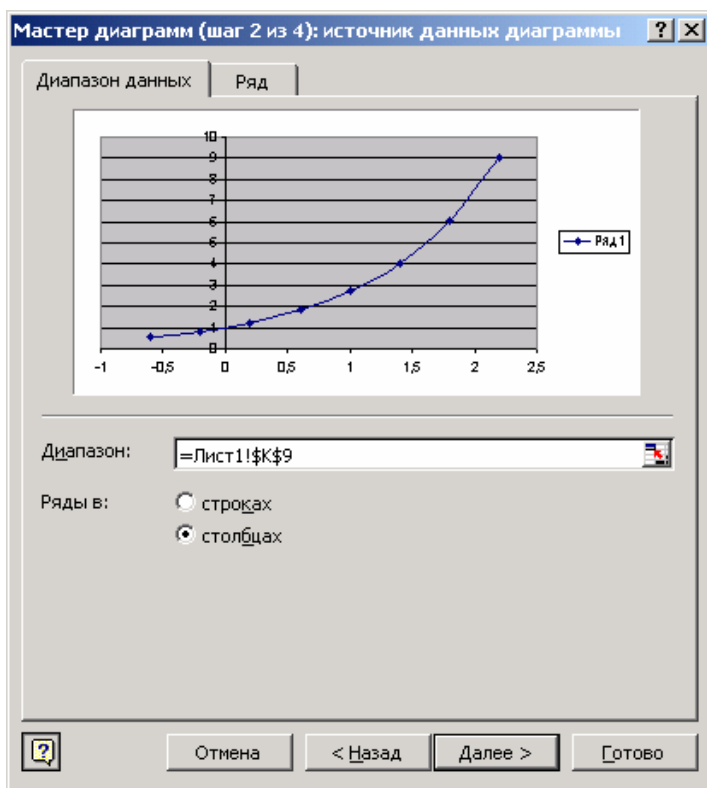 Мастер диаграмм (шаг 2 из 4): источник данных диаграммы
Диапазон данных Ряд
10
9
8
7
6
5
4
3
2
1
0
-1 -0,5 0 0,5 1 1,5 2 2,5
Ряд1
Диапазон: =Лист1!$K$9
Ряды в: строках
столбцах
Отмена < Назад Далее > Готово